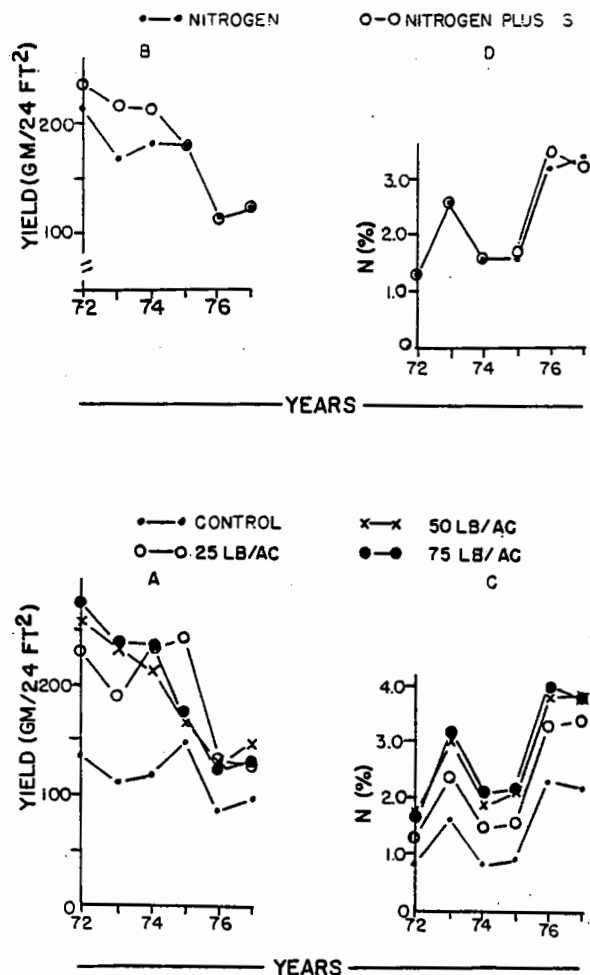 NITROGEN
NITROGEN PLUS S
B
D
YIELD (GM/24 FT²)
200
100
72 74 76
N (%)
3.0
2.0
1.0
0
72 74 76
YEARS
CONTROL
50 LB/AC
25 LB/AC
75 LB/AC
A
C
YIELD (GM/24 FT²)
200
100
0
72 74 76
N (%)
4.0
3.0
2.0
1.0
0
72 74 76
YEARS